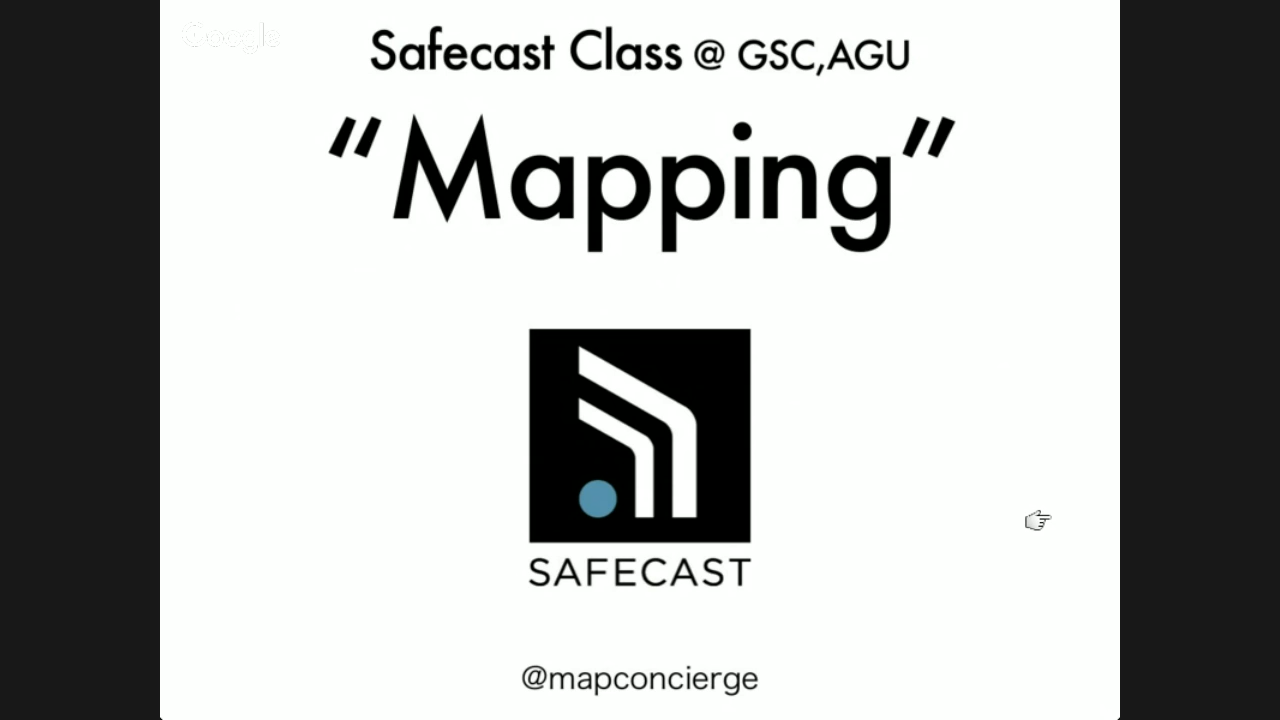 Google
Safecast Class @ GSC,AGU
“Mapping”
SAFECAST
@mapconcierge